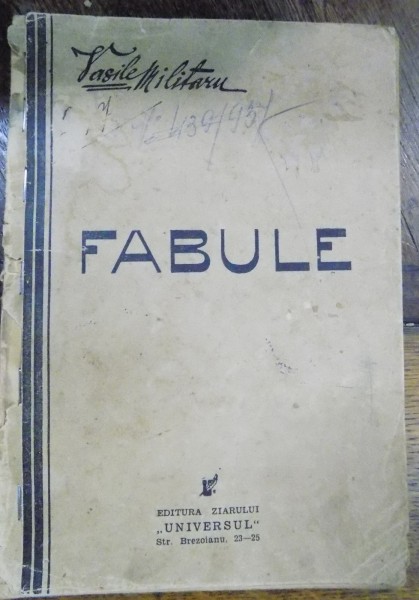 Vasile Militaru
FABULE
EDITURA ZIARULUI
„UNIVERSUL"
Str. Brezoianu, 23—25